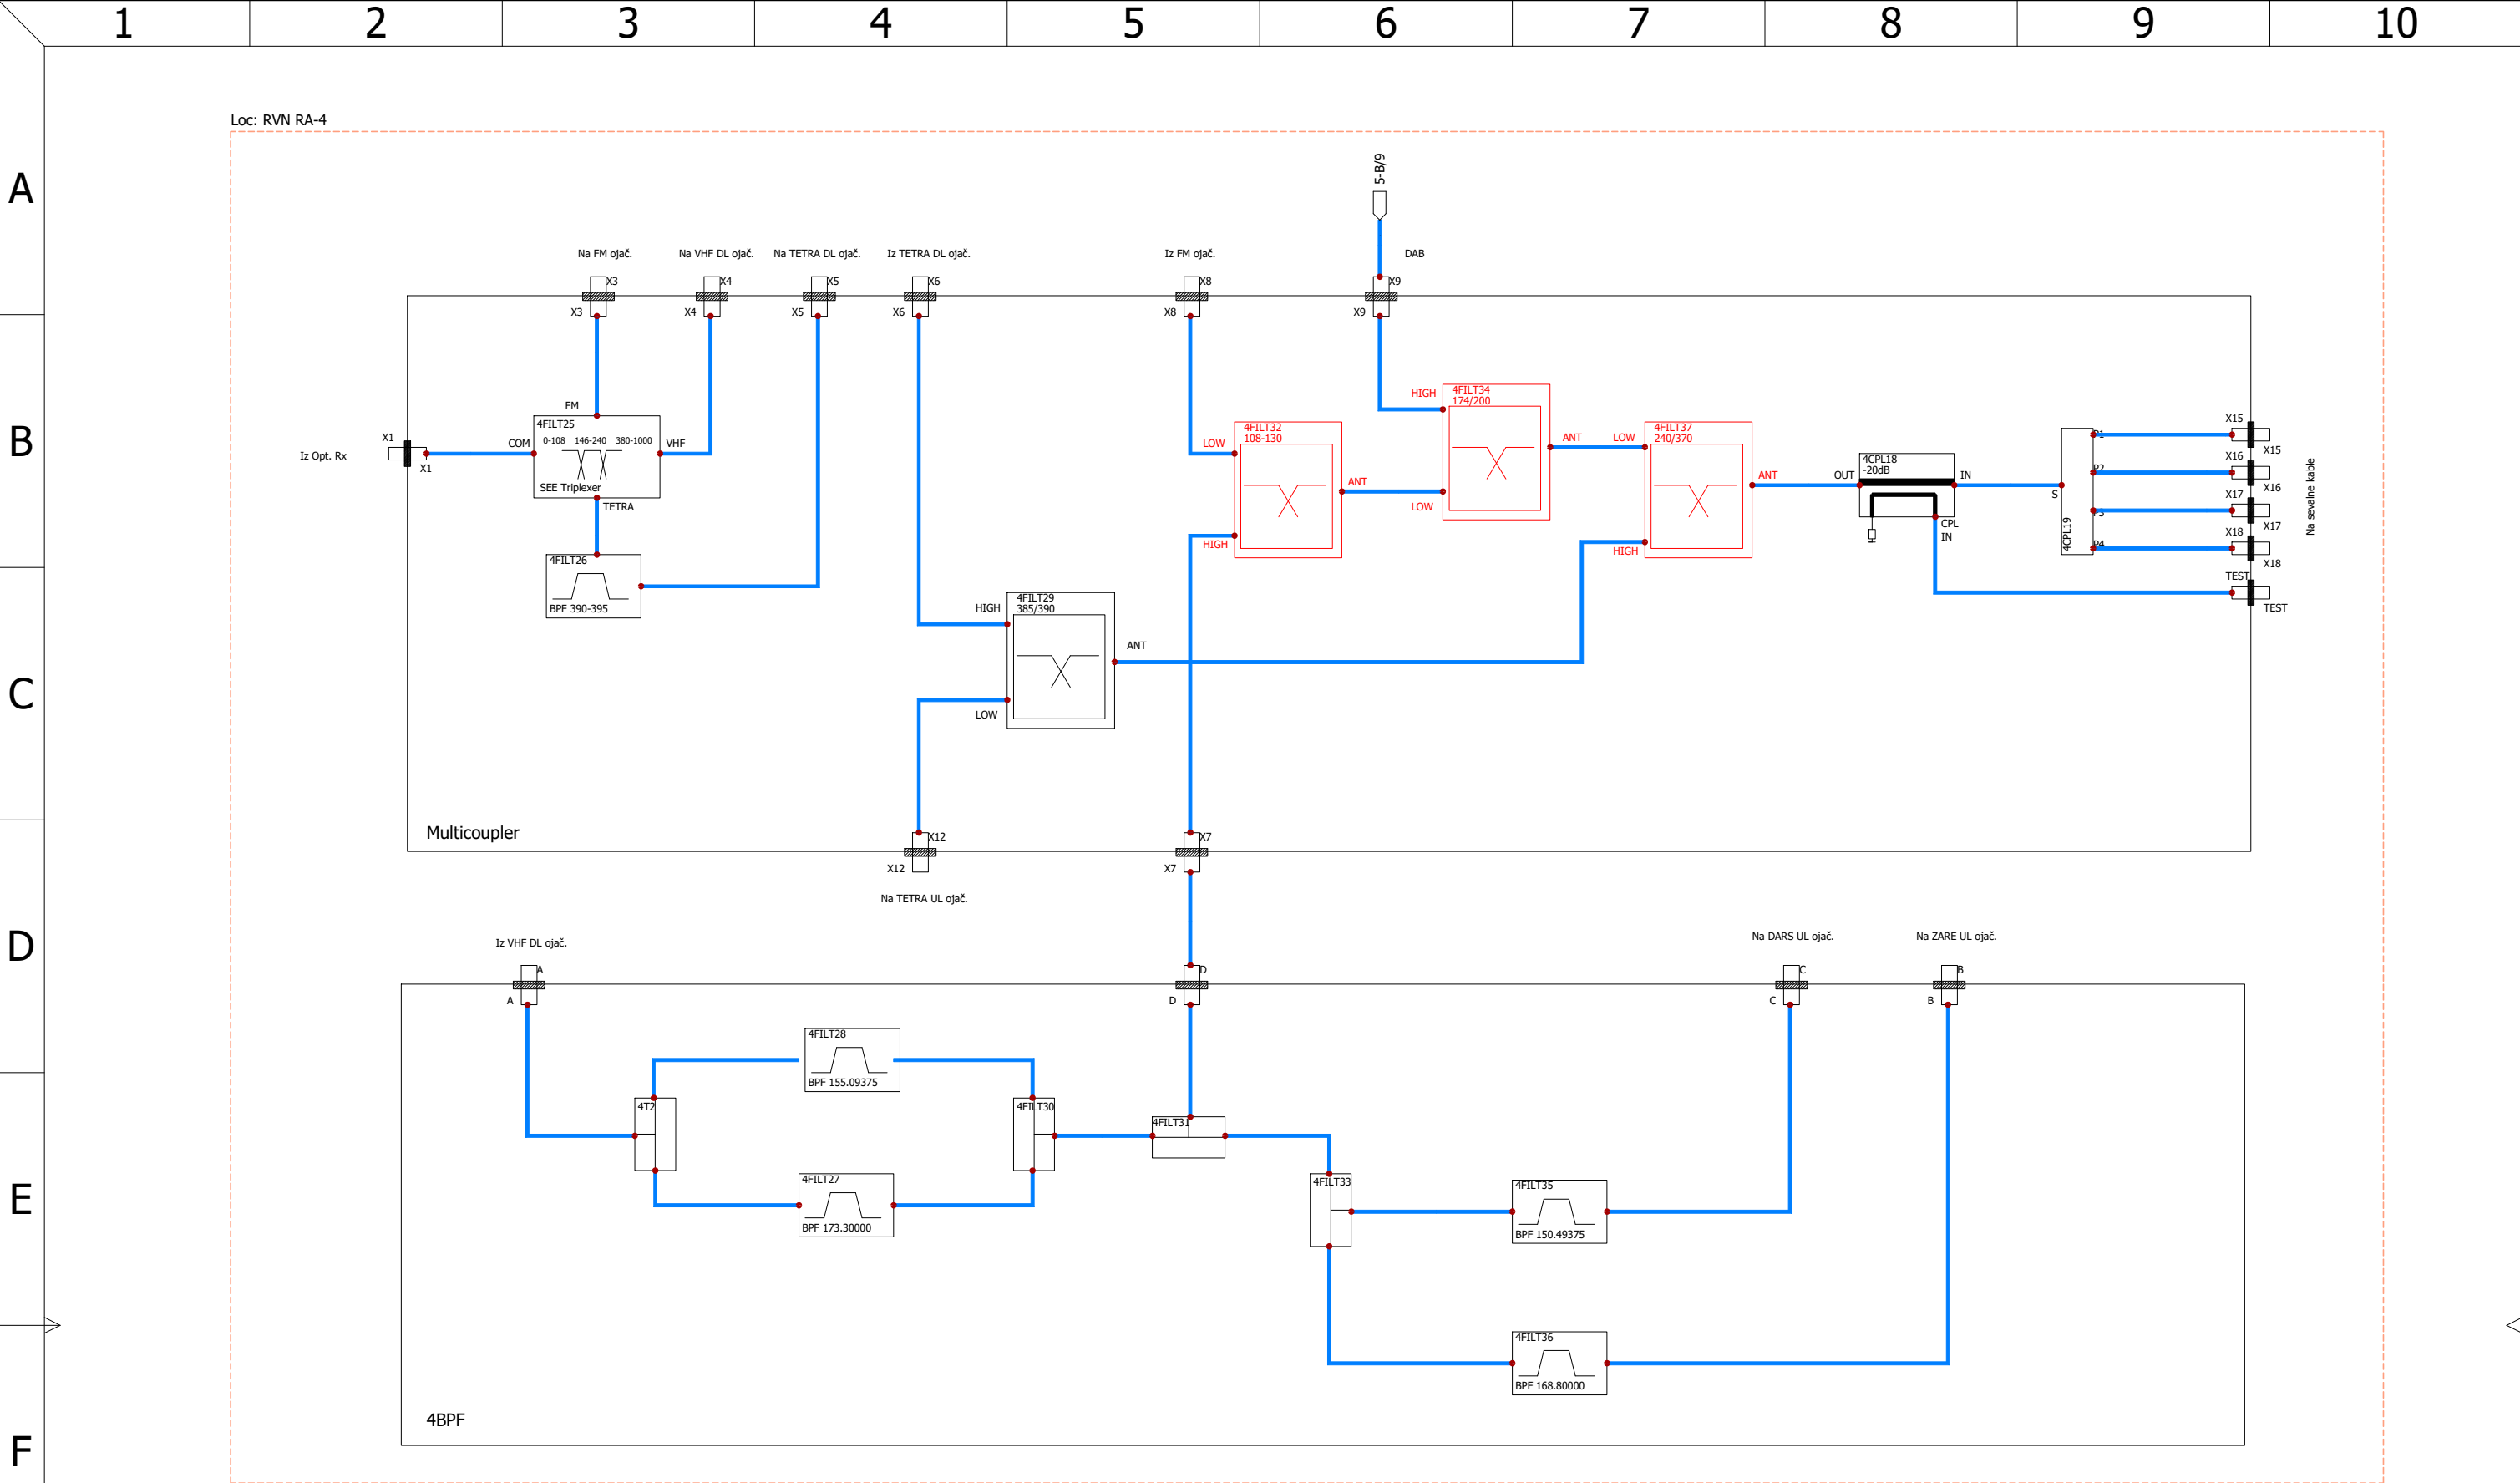 1 2 3 4 5 6 7 8 9 10
A
B
C
D
E
F
Loc: RVN RA-4
5-B/9
Na FM ojač.
Na VHF DL ojač.
Na TETRA DL ojač.
Iz TETRA DL ojač.
Iz FM ojač.
DAB
X3
X4
X5
X6
X8
X9
X3
X4
X5
X6
X8
X9
Iz Opt. Rx
X1
X1
COM
FM
4FILT25
0-108 146-240 380-1000
SEE Triplexer
VHF
TETRA
4FILT26
BPF 390-395
HIGH
4FILT29
385/390
ANT
LOW
LOW
4FILT32
108-130
ANT
HIGH
HIGH
4FILT34
174/200
ANT
LOW
LOW
4FILT37
240/370
ANT
HIGH
OUT
4CPL18
-20dB
IN
CPL
IN
S
4CPL19
P1
P2
P3
P4
X15
X15
X16
X16
X17
X17
X18
X18
TEST
TEST
Na sevalne kable
Multicoupler
X12
X12
X7
X7
Na TETRA UL ojač.
Iz VHF DL ojač.
Na DARS UL ojač.
Na ZARE UL ojač.
A
A
D
D
C
C
B
B
4FILT28
BPF 155.09375
4T2
4FILT30
4FILT31
4FILT27
BPF 173.30000
4FILT33
4FILT35
BPF 150.49375
4FILT36
BPF 168.80000
4BPF